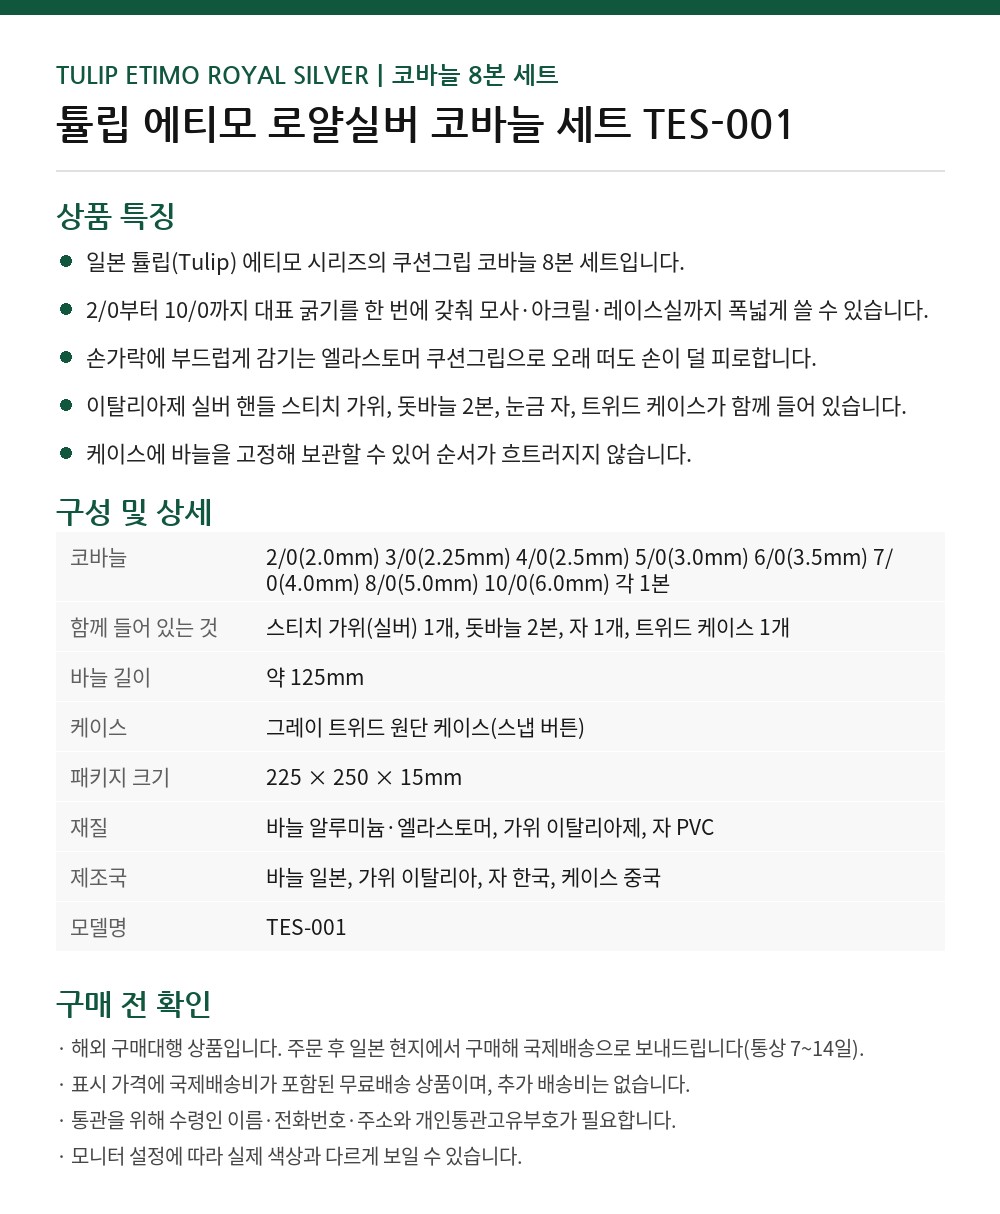 TULIP ETIMO ROYAL SILVER | 코바늘 8본 세트
튤립 에티모 로얄실버 코바늘 세트 TES-001
상품 특징
● 일본 튤립(Tulip) 에티모 시리즈의 쿠션그립 코바늘 8본 세트입니다.
● 2/0부터 10/0까지 대표 굵기를 한 번에 갖춰 모사·아크릴·레이스실까지 폭넓게 쓸 수 있습니다.
● 손가락에 부드럽게 감기는 엘라스토머 쿠션그립으로 오래 떠도 손이 덜 피로합니다.
● 이탈리아제 실버 핸들 스티치 가위, 돗바늘 2본, 눈금 자, 트위드 케이스가 함께 들어 있습니다.
● 케이스에 바늘을 고정해 보관할 수 있어 순서가 흐트러지지 않습니다.
구성 및 상세
코바늘 2/0(2.0mm) 3/0(2.25mm) 4/0(2.5mm) 5/0(3.0mm) 6/0(3.5mm) 7/
0(4.0mm) 8/0(5.0mm) 10/0(6.0mm) 각 1본
함께 들어 있는 것 스티치 가위(실버) 1개, 돗바늘 2본, 자 1개, 트위드 케이스 1개
바늘 길이 약 125mm
케이스 그레이 트위드 원단 케이스(스냅 버튼)
패키지 크기 225 × 250 × 15mm
재질 바늘 알루미늄·엘라스토머, 가위 이탈리아제, 자 PVC
제조국 바늘 일본, 가위 이탈리아, 자 한국, 케이스 중국
모델명 TES-001
구매 전 확인
· 해외 구매대행 상품입니다. 주문 후 일본 현지에서 구매해 국제배송으로 보내드립니다(통상 7~14일).
· 표시 가격에 국제배송비가 포함된 무료배송 상품이며, 추가 배송비는 없습니다.
· 통관을 위해 수령인 이름·전화번호·주소와 개인통관고유부호가 필요합니다.
· 모니터 설정에 따라 실제 색상과 다르게 보일 수 있습니다.